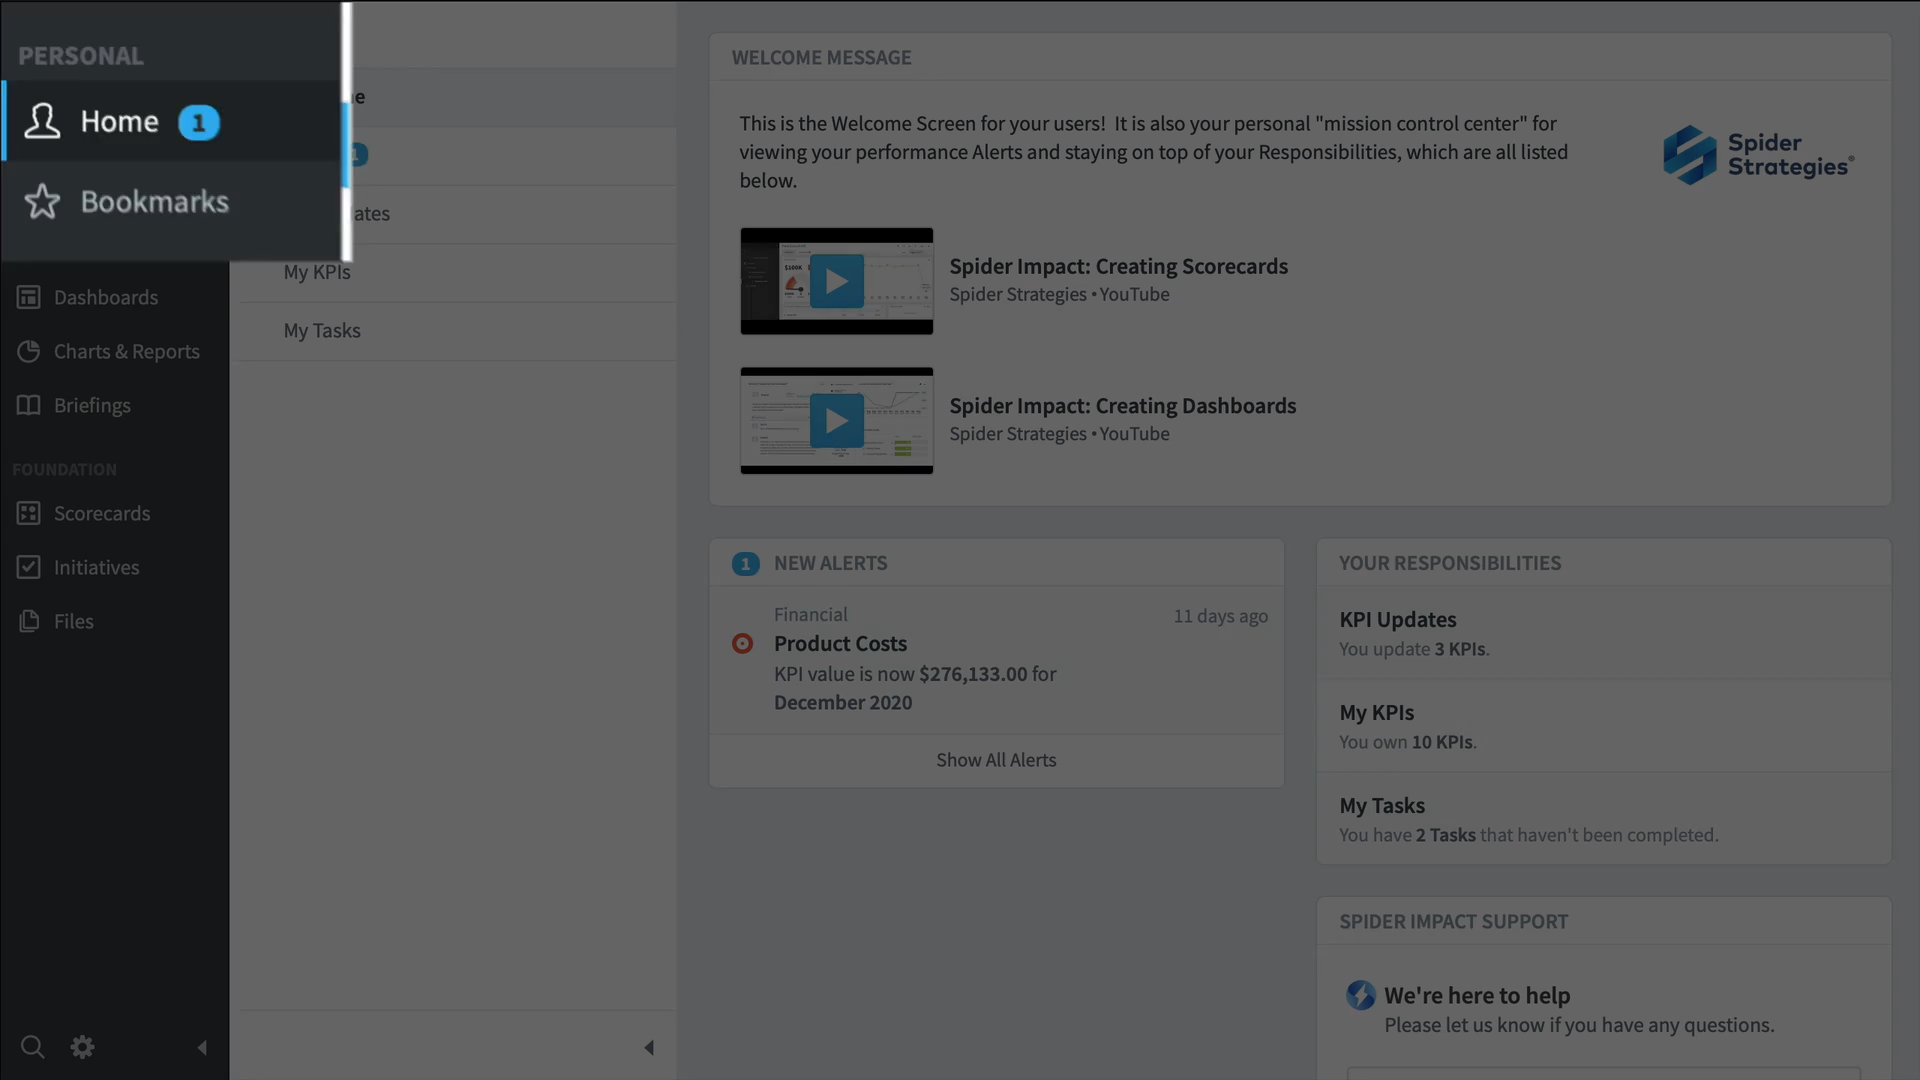 PERSONAL
Home 1
Bookmarks
Dashboards
Charts & Reports
Briefings
FOUNDATION
Scorecards
Initiatives
Files
My KPIs
My Tasks
WELCOME MESSAGE
This is the Welcome Screen for your users! It is also your personal "mission control center" for
viewing your performance Alerts and staying on top of your Responsibilities, which are all listed
below.
Spider
Strategies®
Spider Impact: Creating Scorecards
Spider Strategies • YouTube
Spider Impact: Creating Dashboards
Spider Strategies • YouTube
1 NEW ALERTS
Financial
11 days ago
Product Costs
KPI value is now $276,133.00 for
December 2020
Show All Alerts
YOUR RESPONSIBILITIES
KPI Updates
You update 3 KPIs.
My KPIs
You own 10 KPIs.
My Tasks
You have 2 Tasks that haven't been completed.
SPIDER IMPACT SUPPORT
We're here to help
Please let us know if you have any questions.